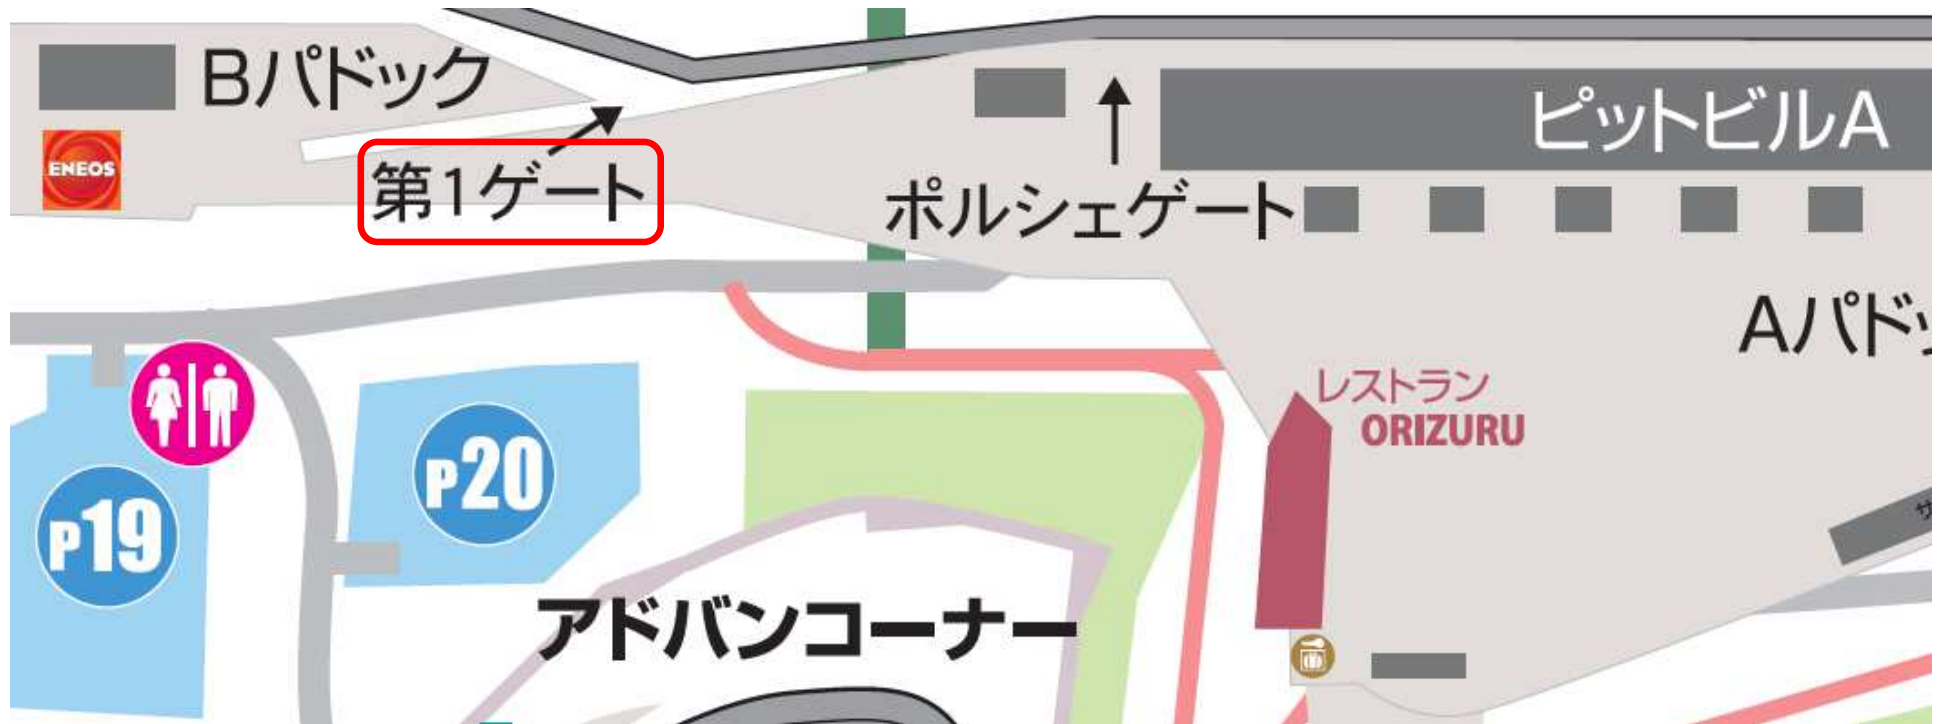 Bパドック
ピットビルA
ENEOS
第1ゲート
ポルシェゲート
Aパド
レストラン
ORIZURU
P20
P19
アドバンコーナー